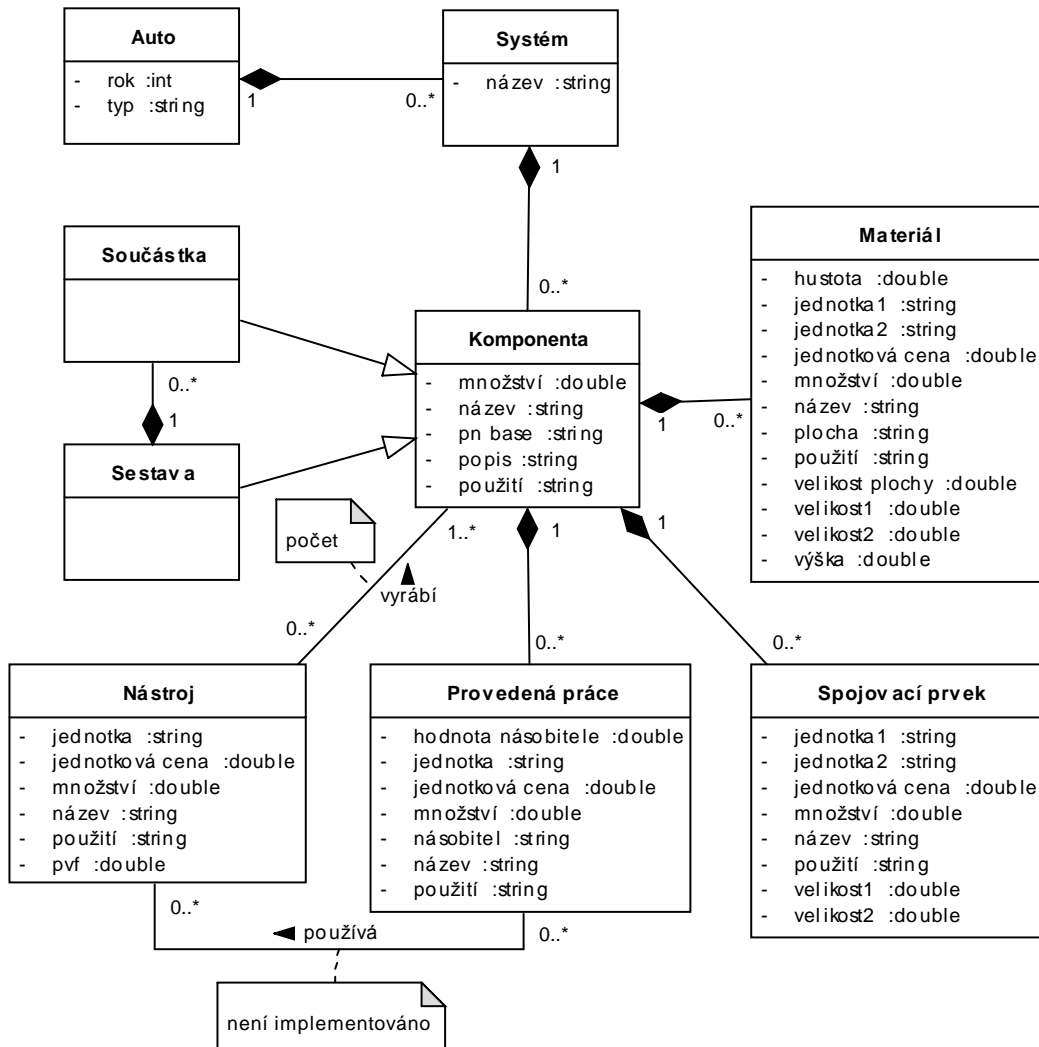 Auto
- rok :int
- typ :string
1
0..*
Systém
- název :string
1
0..*
Součástka
0..*
1
Sestava
Komponenta
- množství :double
- název :string
- pn base :string
- popis :string
- použití :string
1
0..*
Materiál
- hustota :double
- jednotka1 :string
- jednotka2 :string
- jednotková cena :double
- množství :double
- název :string
- plocha :string
- použití :string
- velikost plochy :double
- velikost1 :double
- velikost2 :double
- výška :double
počet
1..*
vyrábí
0..*
1
0..*
1
0..*
Nástroj
- jednotka :string
- jednotková cena :double
- množství :double
- název :string
- použití :string
- pvf :double
Provedená práce
- hodnota násobitele :double
- jednotka :string
- jednotková cena :double
- množství :double
- násobitel :string
- název :string
- použití :string
Spojovací prvek
- jednotka1 :string
- jednotka2 :string
- jednotková cena :double
- množství :double
- název :string
- použití :string
- velikost1 :double
- velikost2 :double
0..*
používá
0..*
není implementováno